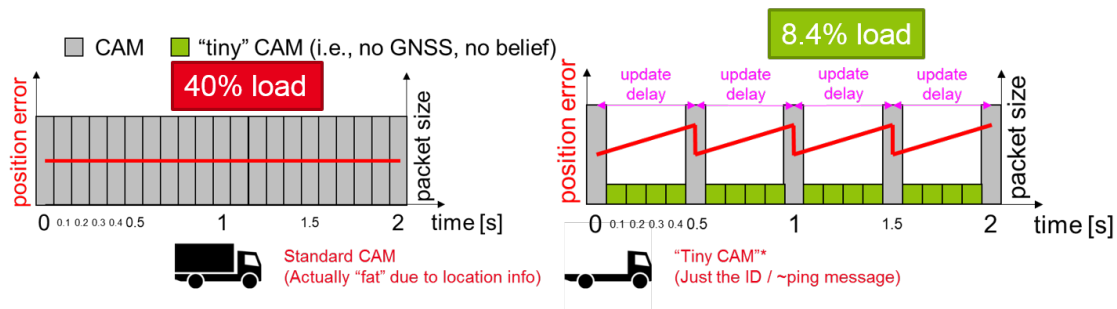 CAM
"tiny" CAM (i.e., no GNSS, no belief)
40% load
position error
packet size
0 0.1 0.2 0.3 0.4 0.5 1 1.5 2 time [s]
Standard CAM
(Actually "fat" due to location info)
8.4% load
update delay
update delay
update delay
update delay
position error
packet size
0 0.1 0.2 0.3 0.4 0.5 1 1.5 2 time [s]
"Tiny CAM"*
(Just the ID / ~ping message)